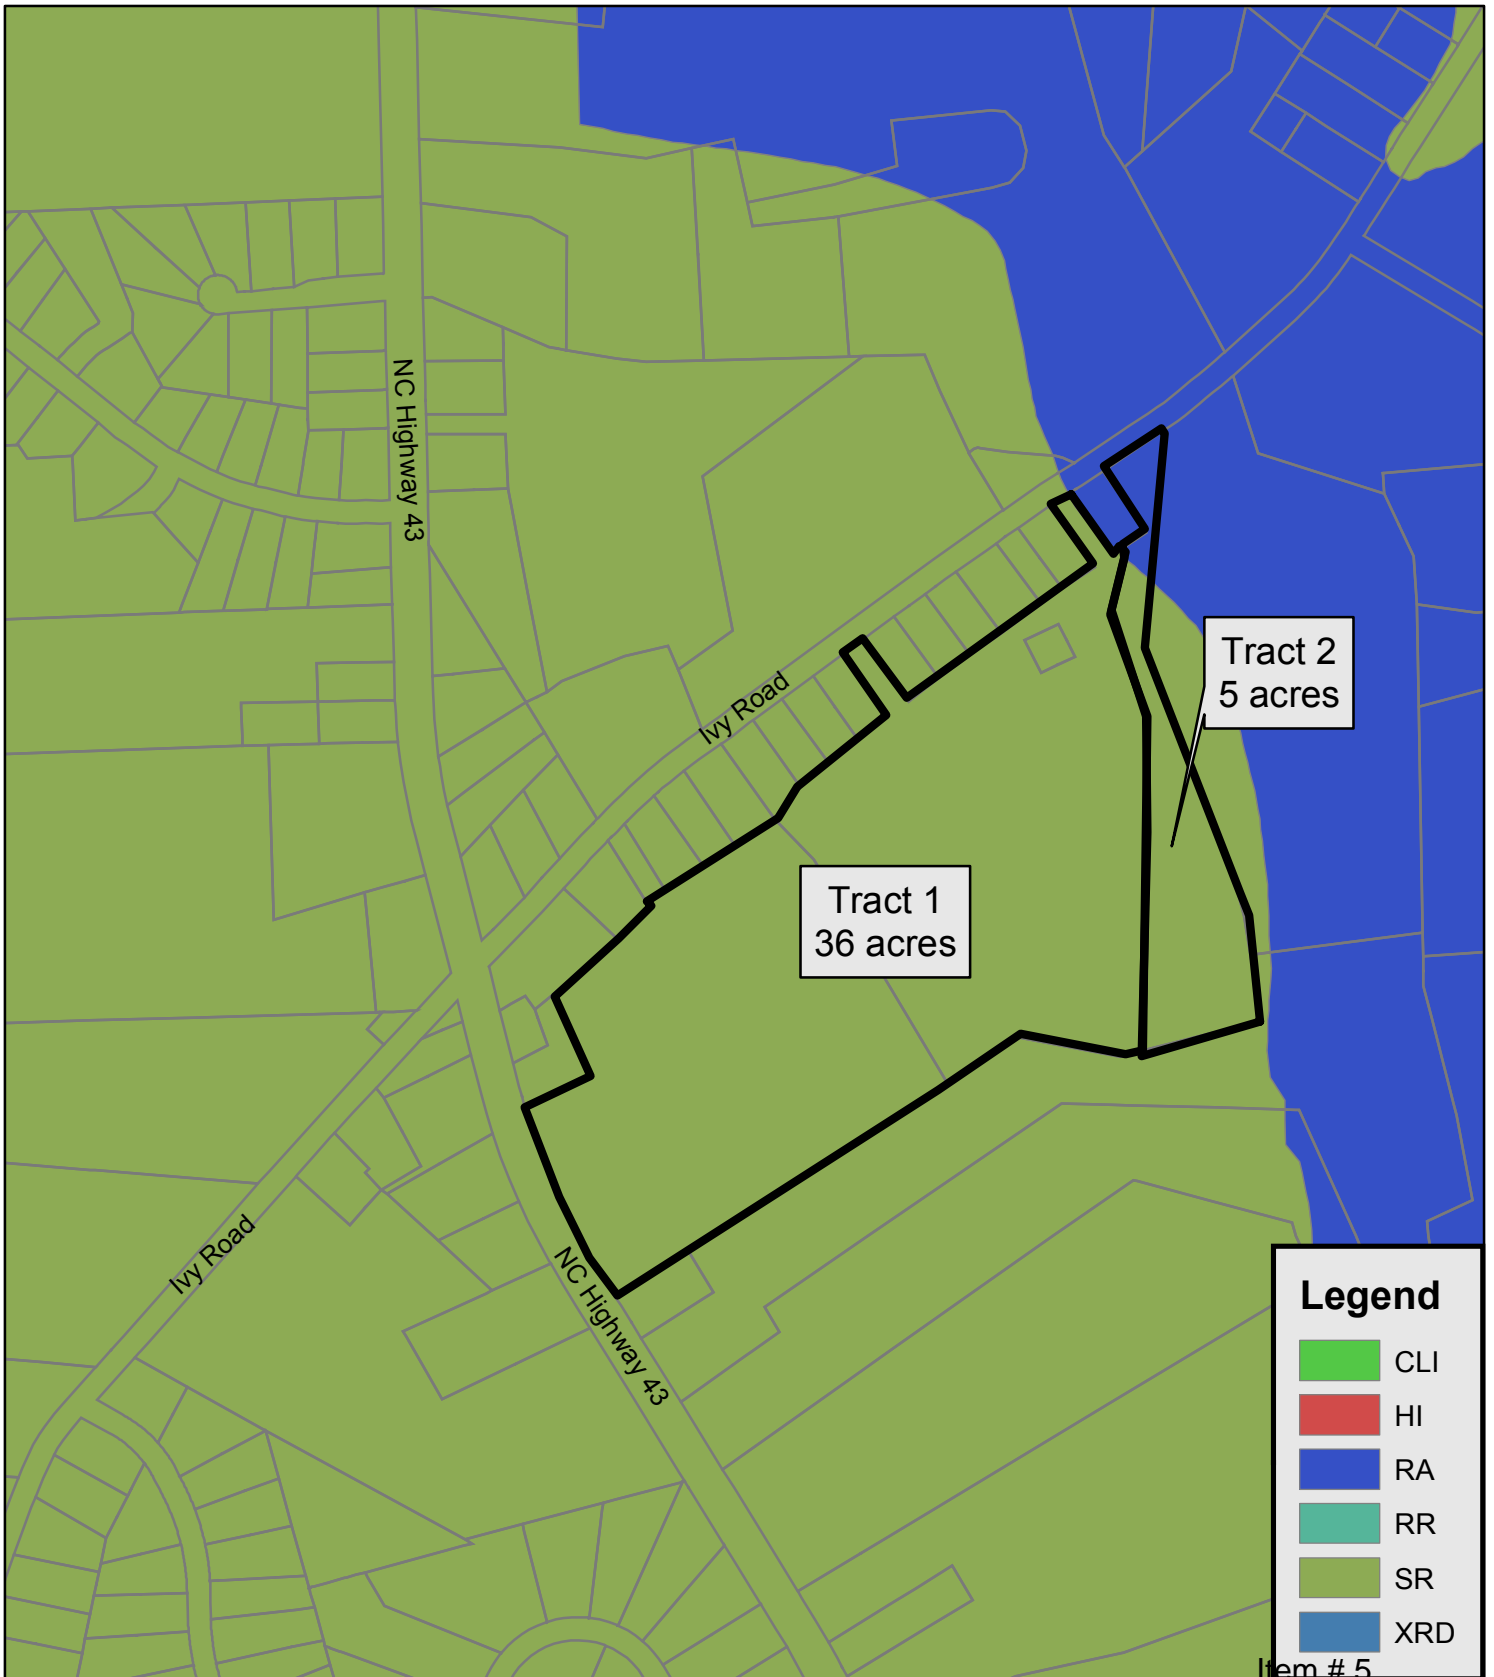 NC Highway 43
Tract 2
5 acres
Ivy Road
Tract 1
36 acres
Ivy Road
NC Highway 43
Legend
CLI
HI
RA
RR
SR
XRD
Item # 5